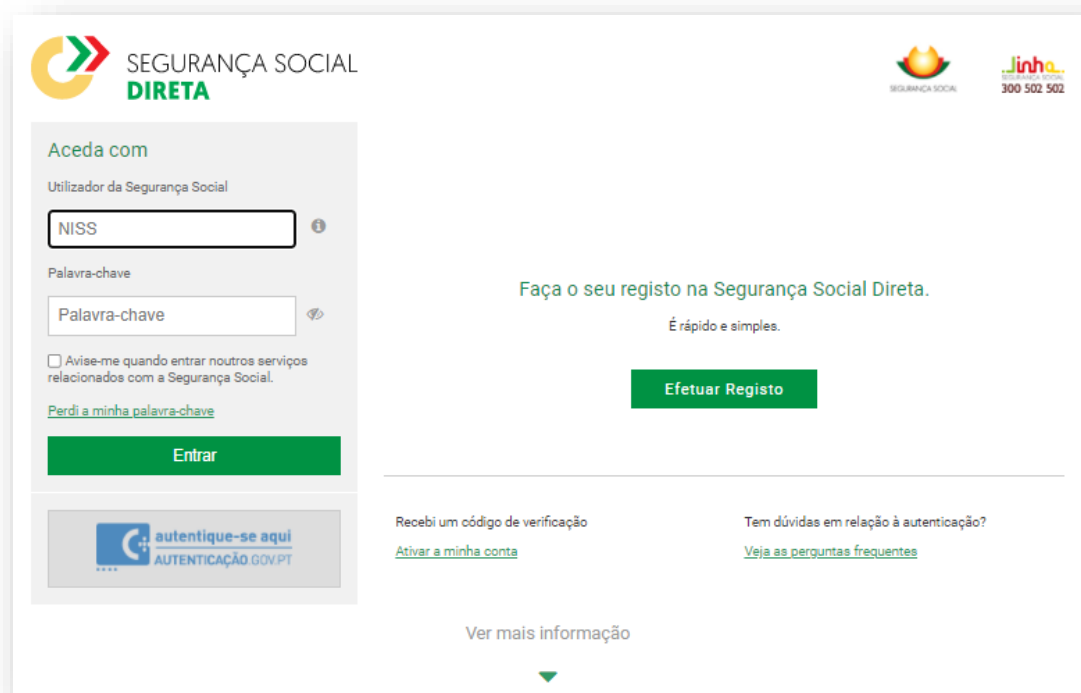 SEGURANÇA SOCIAL
DIRETA
SEGURANÇA SOCIAL
Linha
SEGURANÇA SOCIAL
300 502 502
Aceda com
Utilizador da Segurança Social
NISS
Palavra-chave
Palavra-chave
Avise-me quando entrar noutros serviços
relacionados com a Segurança Social.
Perdi a minha palavra-chave
Entrar
autentique-se aqui
AUTENTICAÇÃO.GOV.PT
Faça o seu registo na Segurança Social Direta.
É rápido e simples.
Efetuar Registo
Recebi um código de verificação
Ativar a minha conta
Tem dúvidas em relação à autenticação?
Veja as perguntas frequentes
Ver mais informação